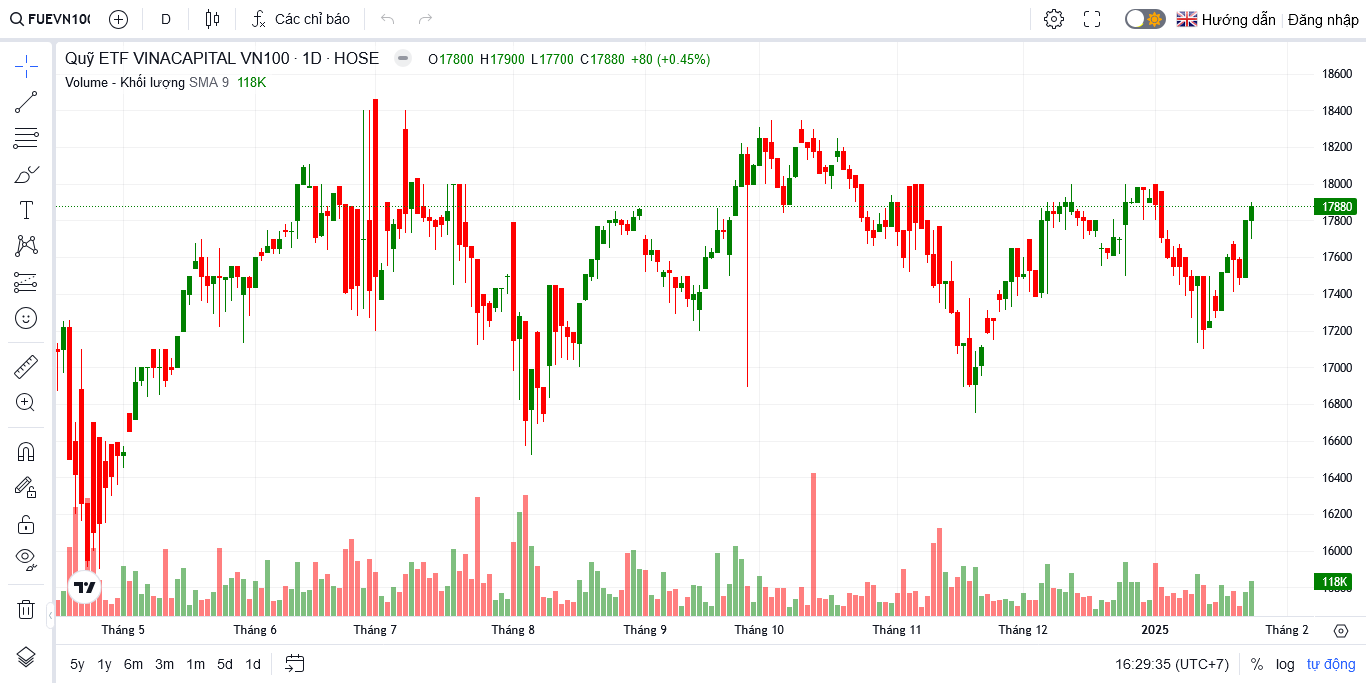 FUEVN100
D
Các chỉ báo
Hướng dẫn
Đăng nhập
Quỹ ETF VINACAPITAL VN100 · 1D · HOSE
O17800 H17900 L17700 C17880 +80 (+0.45%)
Volume - Khối lượng SMA 9 118K
18600
18400
18200
18000
17880
17800
17600
17400
17200
17000
16800
16600
16400
16200
16000
118K
Tháng 5
Tháng 6
Tháng 7
Tháng 8
Tháng 9
Tháng 10
Tháng 11
Tháng 12
2025
Tháng 2
5y 1y 6m 3m 1m 5d 1d
16:29:35 (UTC+7)
%
log
tự động